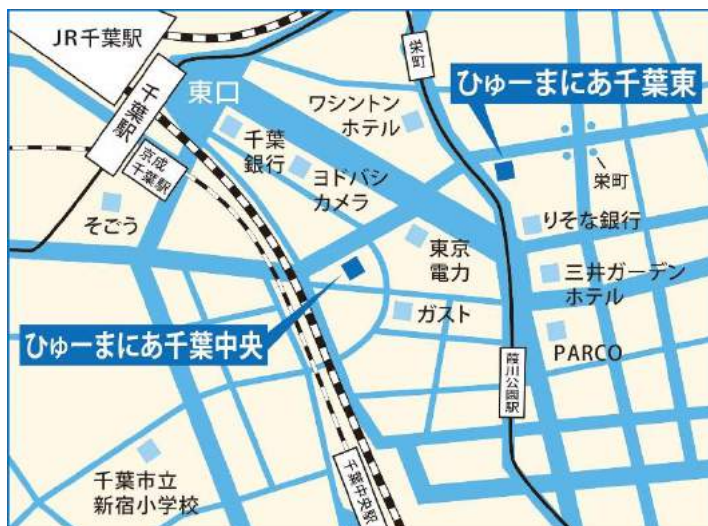 JR千葉駅
千葉駅
京成
千葉駅
東口
千葉
銀行
ヨドバシ
カメラ
ワシントン
ホテル
栄町
ひゅーまにあ千葉東
栄町
そごう
りそな銀行
東京
電力
三井ガーデン
ホテル
ガスト
PARCO
ひゅーまにあ千葉中央
葭川公園駅
千葉市立
新宿小学校
千葉中央駅